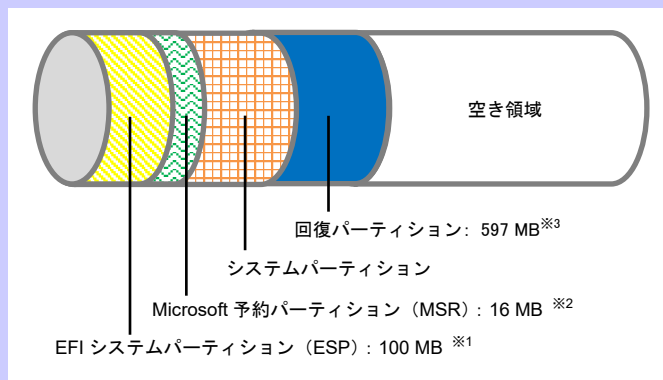 空き領域
回復パーティション: 597 MB※3
システムパーティション
Microsoft 予約パーティション（MSR）: 16 MB ※2
EFI システムパーティション（ESP）: 100 MB ※1